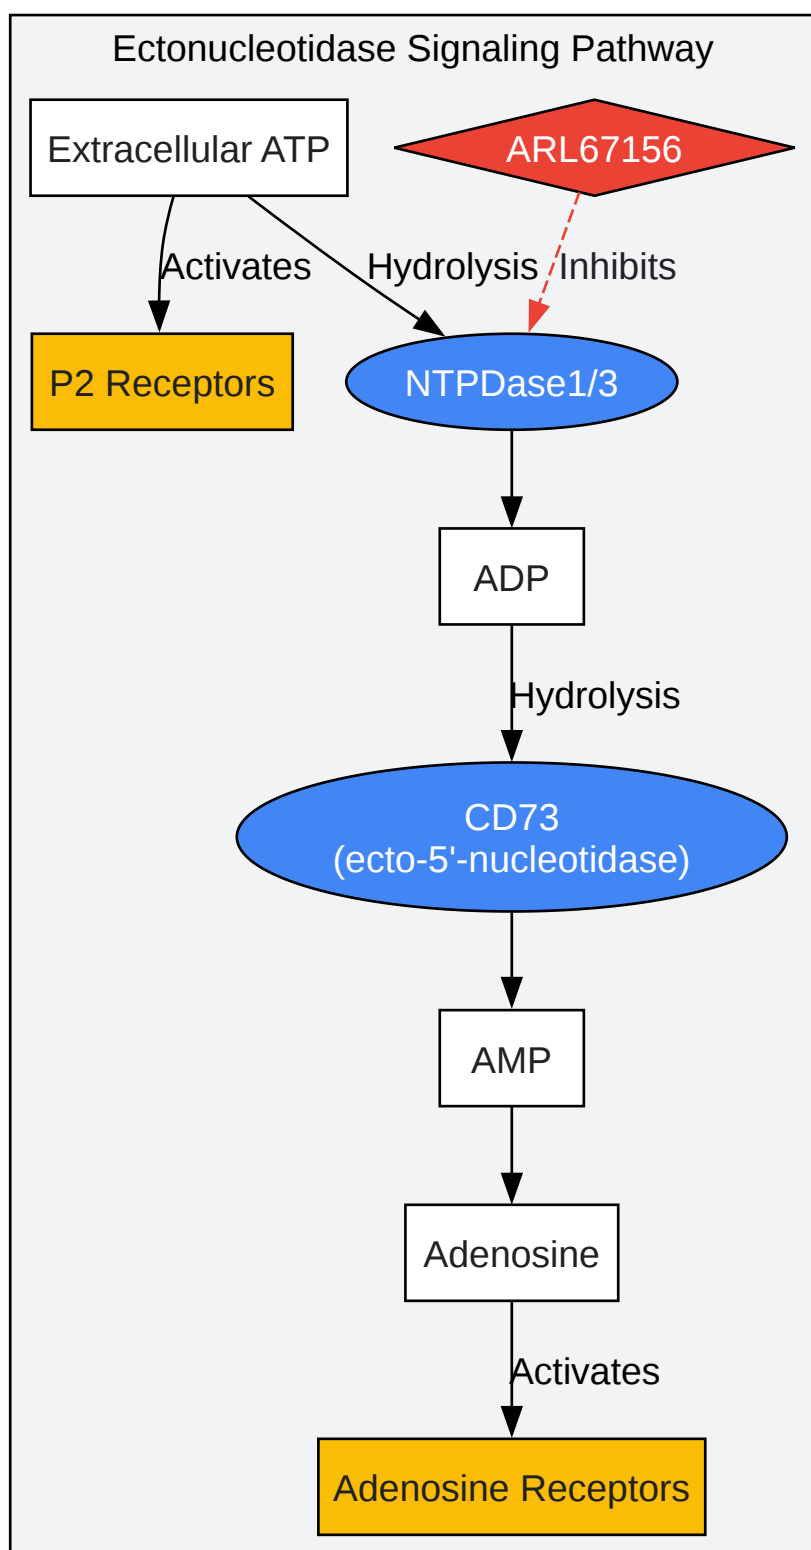 Ectonucleotidase Signaling Pathway
Extracellular ATP
ARL67156
Activates
Hydrolysis
Inhibits
P2 Receptors
NTPDase1/3
ADP
Hydrolysis
CD73
(ecto-5'-nucleotidase)
AMP
Adenosine
Activates
Adenosine Receptors